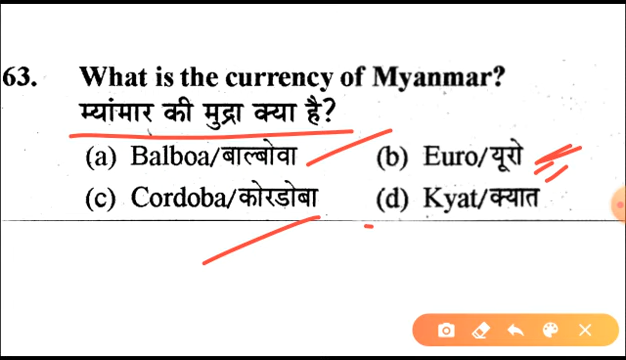 63. What is the currency of Myanmar?
म्यांमार की मुद्रा क्या है?
(a) Balboa/बाल्बोवा (b) Euro/यूरो
(c) Cordoba/कोरडोबा (d) Kyat/क्यात